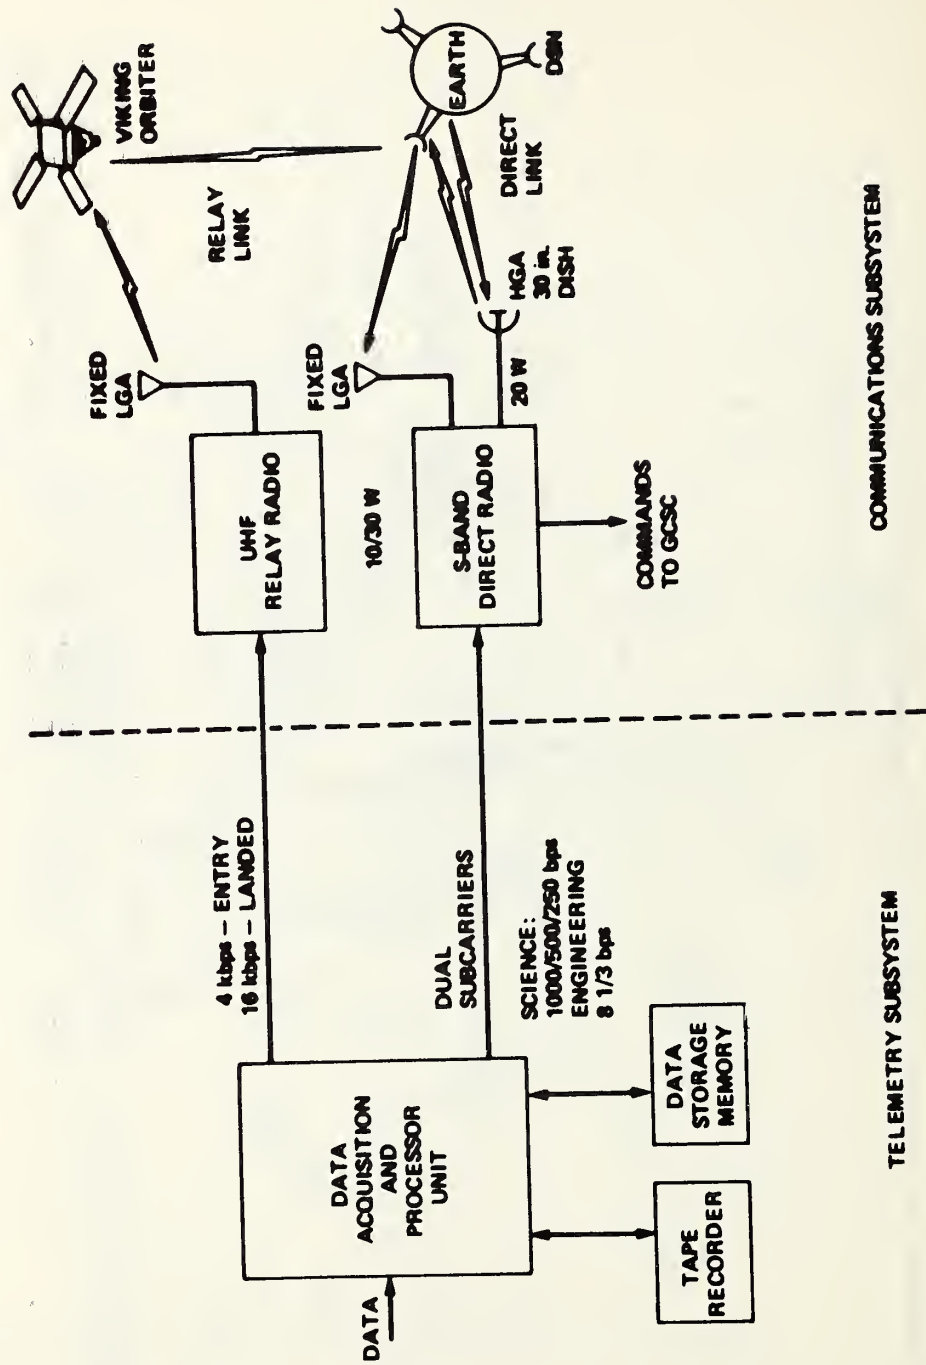 DATA
DATA
ACQUISITION
AND
PROCESSOR
UNIT
TAPE
RECORDER
DATA
STORAGE
MEMORY
4 kbps – ENTRY
16 kbps – LANDED
DUAL
SUBCARRIERS
SCIENCE:
1000/500/250 bps
ENGINEERING
8 1/3 bps
TELEMETRY SUBSYSTEM
UHF
RELAY RADIO
10/30 W
S-BAND
DIRECT RADIO
COMMANDS
TO GCSC
FIXED
LGA
FIXED
LGA
20 W
HGA
30 in.
DISH
RELAY
LINK
DIRECT
LINK
VIKING
ORBITER
EARTH
DSN
COMMUNICATIONS SUBSYSTEM